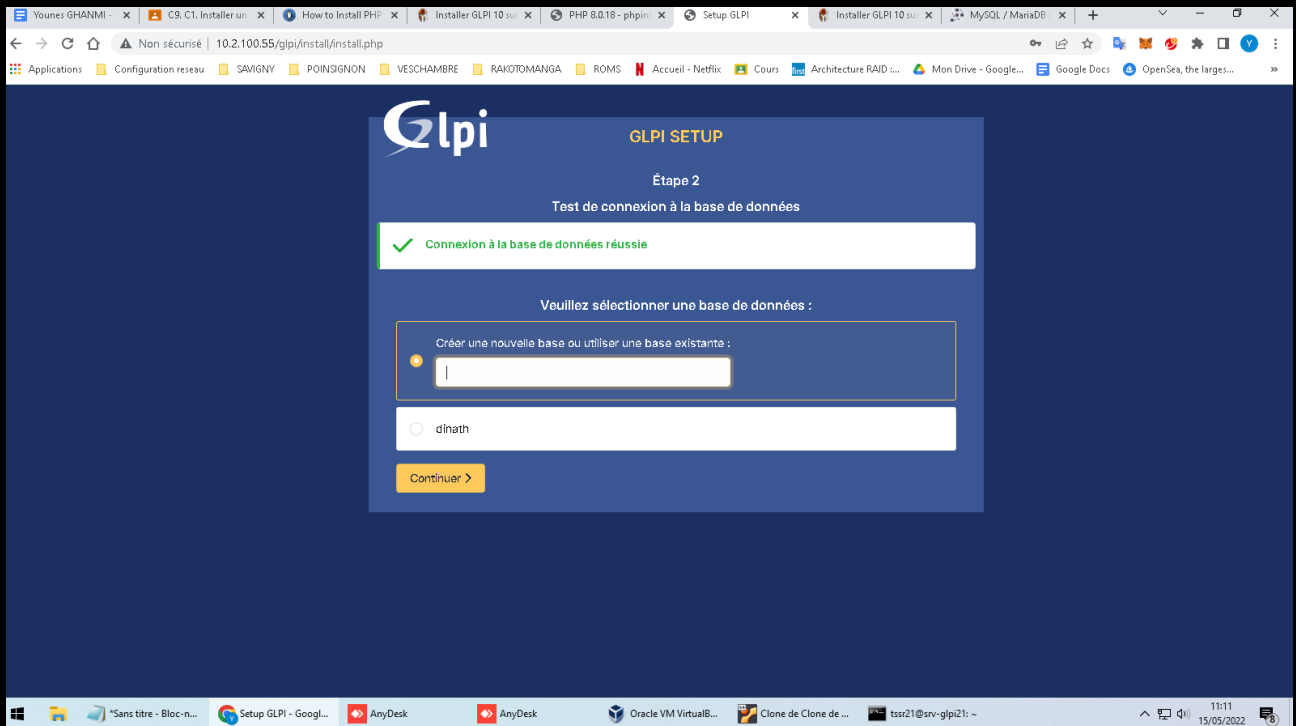 Younes GHANMI -
C9. C1. Installer un
How to Install PHP
Installer GLPI 10 su
PHP 8.0.18 - phpin
Setup GLPI
Installer GLPI 10 su
MySQL / MariaDB
Non sécurisé | 10.2.100.55/glpi/install/install.php
Applications
Configuration reseau
SAVIGNY
POINSIGNON
VESCHAMBRE
RAKOTOMANGA
ROMS
Accueil - Netflix
Cours
Architecture RAID :...
Mon Drive - Google...
Google Docs
OpenSea, the larges...
»
Glpi
GLPI SETUP
Étape 2
Test de connexion à la base de données
Connexion à la base de données réussie
Veuillez sélectionner une base de données :
Créer une nouvelle base ou utiliser une base existante :
dinath
Continuer
*Sans titre - Bloc-n...
Setup GLPI - Googl...
AnyDesk
AnyDesk
Oracle VM VirtualB...
Clone de Clone de ...
tssr21@srv-glpi21: ~
11:11
15/05/2022
8